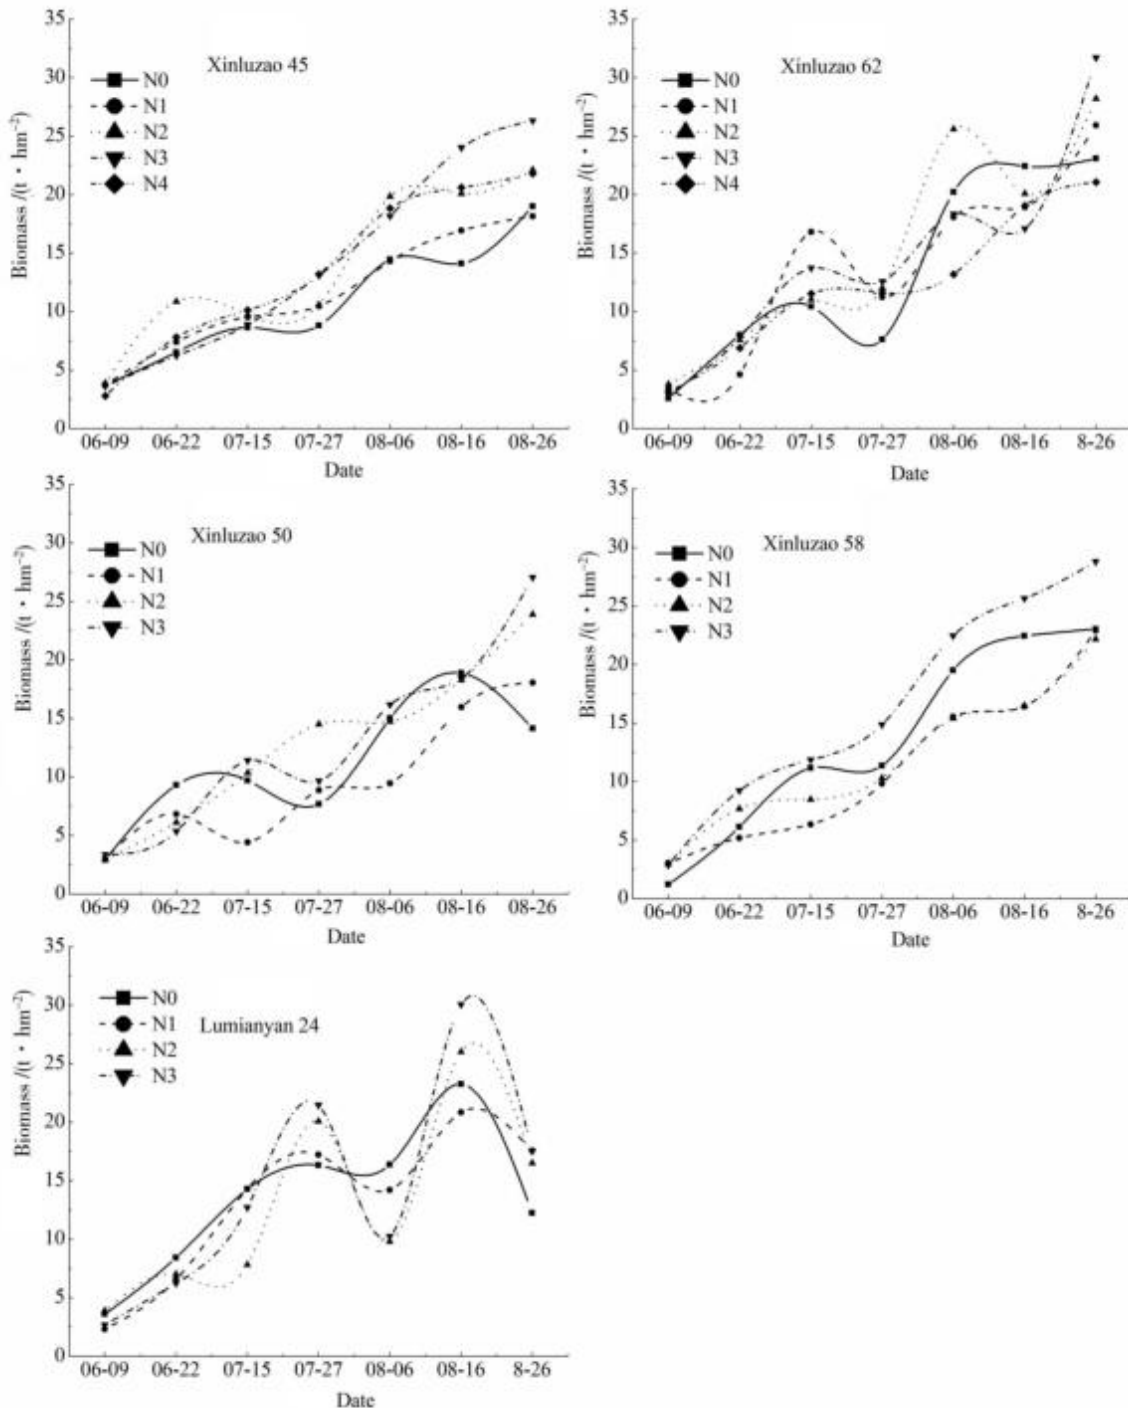 Xinluzao 45
N0
N1
N2
N3
N4
Biomass /(t · hm⁻²)
35
30
25
20
15
10
5
0
06-09 06-22 07-15 07-27 08-06 08-16 08-26
Date
Xinluzao 62
N0
N1
N2
N3
N4
Biomass /(t · hm⁻²)
35
30
25
20
15
10
5
0
06-09 06-22 07-15 07-27 08-06 08-16 8-26
Date
Xinluzao 50
N0
N1
N2
N3
Biomass /(t · hm⁻²)
35
30
25
20
15
10
5
0
06-09 06-22 07-15 07-27 08-06 08-16 08-26
Date
Xinluzao 58
N0
N1
N2
N3
Biomass /(t · hm⁻²)
35
30
25
20
15
10
5
0
06-09 06-22 07-15 07-27 08-06 08-16 8-26
Date
Lumianyan 24
N0
N1
N2
N3
Biomass /(t · hm⁻²)
35
30
25
20
15
10
5
0
06-09 06-22 07-15 07-27 08-06 08-16 8-26
Date